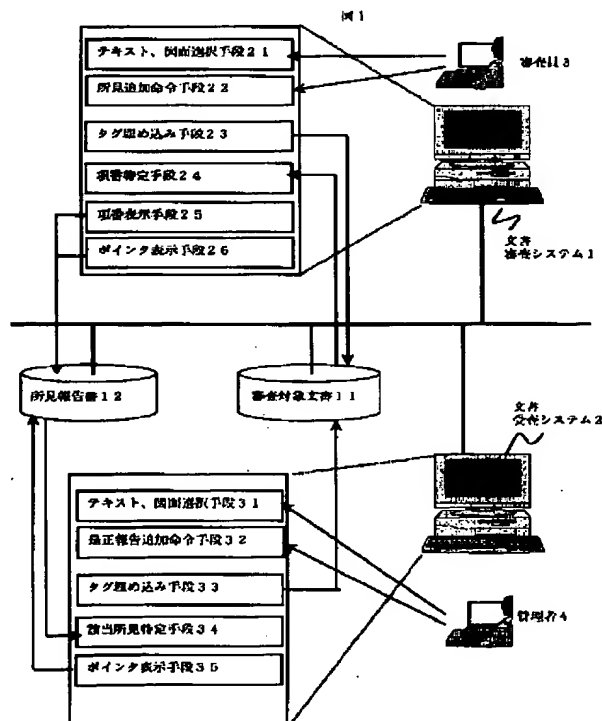 図1
テキスト、図面選択手段21
所見追加命令手段22
タグ埋め込み手段23
項番特定手段24
項番表示手段25
ポインタ表示手段26
審査員3
文書
審査システム1
所見報告書12
審査対象文書11
文書
受査システム2
テキスト、図面選択手段31
是正報告追加命令手段32
タグ埋め込み手段33
該当所見特定手段34
ポインタ表示手段35
管理者4